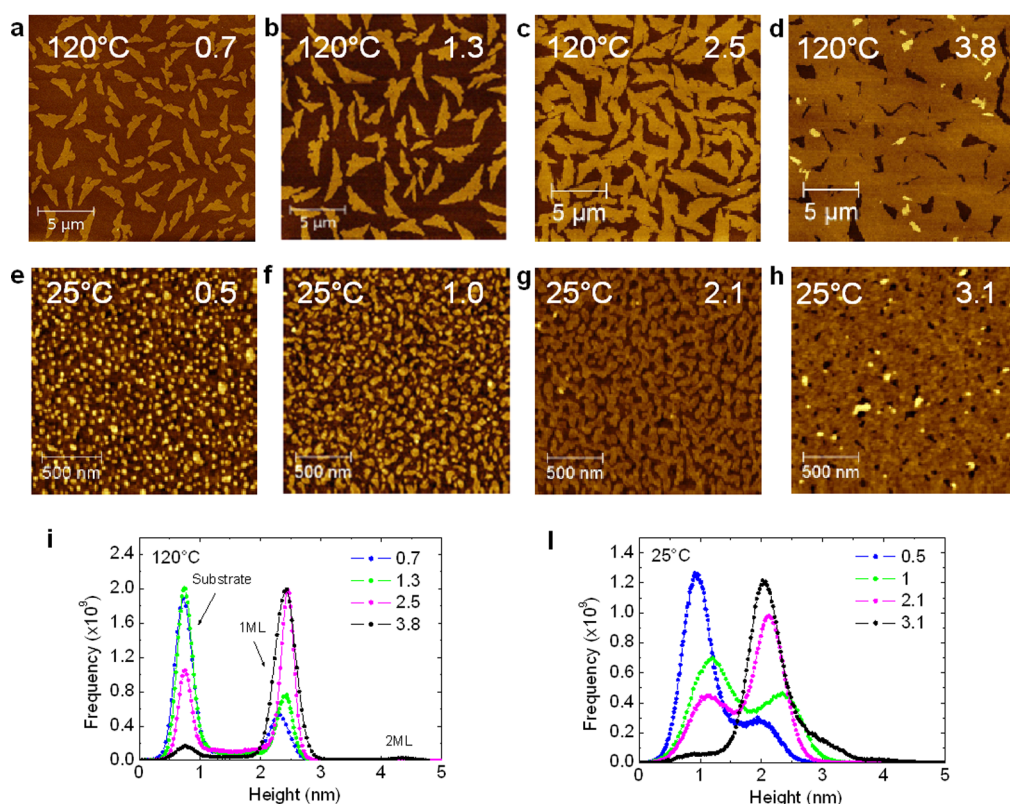 a
120°C 0.7
5 µm
b
120°C 1.3
5 µm
c
120°C 2.5
5 µm
d
120°C 3.8
5 µm
e
25°C 0.5
500 nm
f
25°C 1.0
500 nm
g
25°C 2.1
500 nm
h
25°C 3.1
500 nm
i
120°C
Substrate
1ML
2ML
0.7
1.3
2.5
3.8
Frequency (x10⁹)
2.4
2.0
1.6
1.2
0.8
0.4
0.0
0 1 2 3 4 5
Height (nm)
l
25°C
0.5
1
2.1
3.1
Frequency (x10⁹)
1.4
1.2
1.0
0.8
0.6
0.4
0.2
0.0
0 1 2 3 4 5
Height (nm)